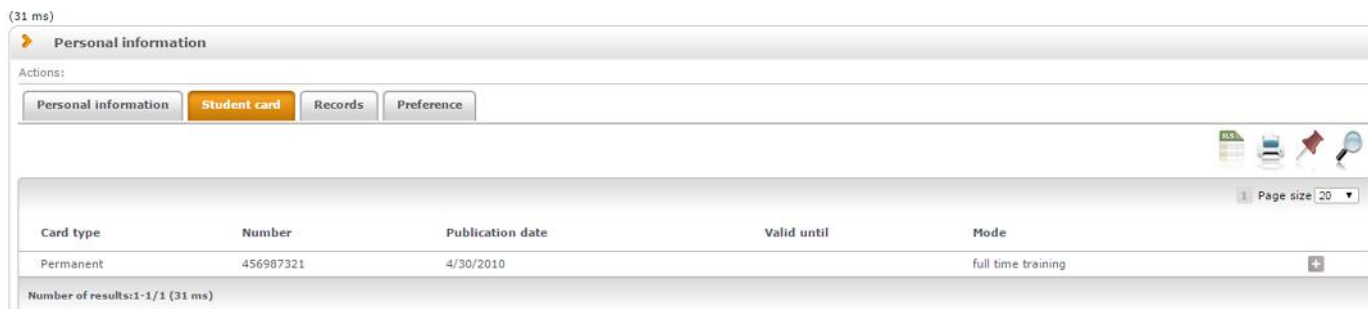 (31 ms)
Personal information
Actions:
Personal information Student card Records Preference
XLS
1 Page size 20
Card type Number Publication date Valid until Mode
Permanent 456987321 4/30/2010 full time training
Number of results:1-1/1 (31 ms)